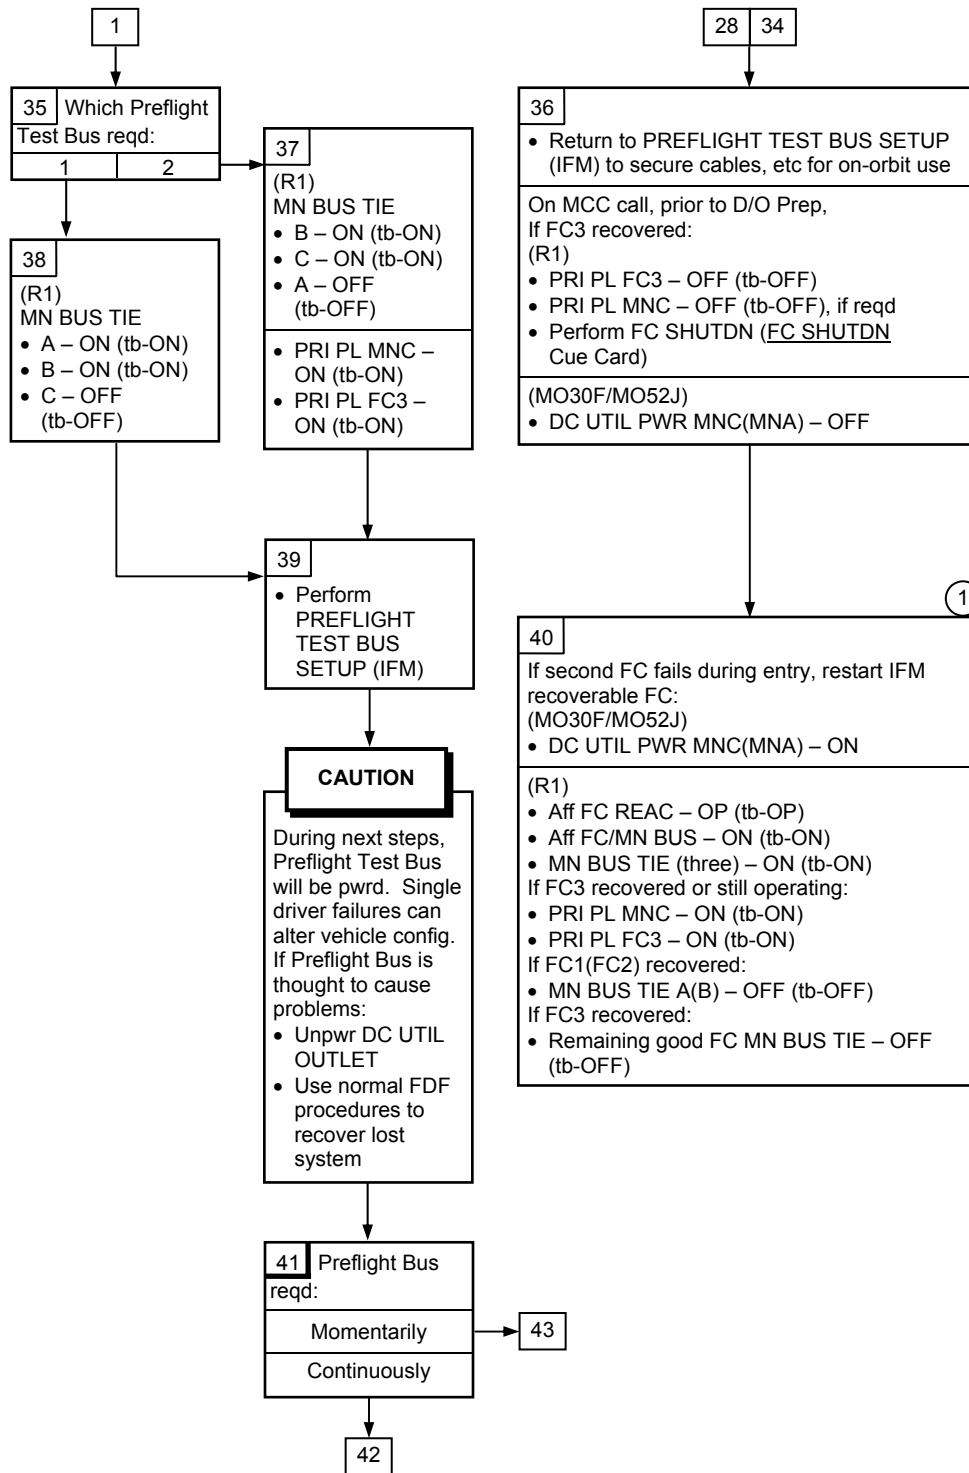 1
35 Which Preflight
Test Bus reqd:
1 2
38
(R1)
MN BUS TIE
• A – ON (tb-ON)
• B – ON (tb-ON)
• C – OFF
(tb-OFF)
37
(R1)
MN BUS TIE
• B – ON (tb-ON)
• C – ON (tb-ON)
• A – OFF
(tb-OFF)
• PRI PL MNC –
ON (tb-ON)
• PRI PL FC3 –
ON (tb-ON)
39
• Perform
PREFLIGHT
TEST BUS
SETUP (IFM)
CAUTION
During next steps,
Preflight Test Bus
will be pwrd. Single
driver failures can
alter vehicle config.
If Preflight Bus is
thought to cause
problems:
• Unpwr DC UTIL
OUTLET
• Use normal FDF
procedures to
recover lost
system
41 Preflight Bus
reqd:
Momentarily
43
Continuously
42
28 34
36
• Return to PREFLIGHT TEST BUS SETUP
(IFM) to secure cables, etc for on-orbit use
On MCC call, prior to D/O Prep,
If FC3 recovered:
(R1)
• PRI PL FC3 – OFF (tb-OFF)
• PRI PL MNC – OFF (tb-OFF), if reqd
• Perform FC SHUTDN (FC SHUTDN
Cue Card)
(MO30F/MO52J)
• DC UTIL PWR MNC(MNA) – OFF
1
40
If second FC fails during entry, restart IFM
recoverable FC:
(MO30F/MO52J)
• DC UTIL PWR MNC(MNA) – ON
(R1)
• Aff FC REAC – OP (tb-OP)
• Aff FC/MN BUS – ON (tb-ON)
• MN BUS TIE (three) – ON (tb-ON)
If FC3 recovered or still operating:
• PRI PL MNC – ON (tb-ON)
• PRI PL FC3 – ON (tb-ON)
If FC1(FC2) recovered:
• MN BUS TIE A(B) – OFF (tb-OFF)
If FC3 recovered:
• Remaining good FC MN BUS TIE – OFF
(tb-OFF)